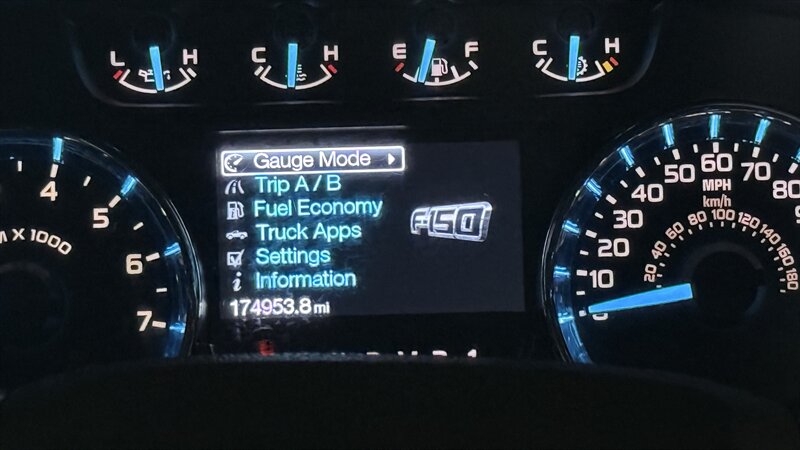 L H C H E F C H
4
5
6
7
M X 1000
Gauge Mode
Trip A / B
Fuel Economy
Truck Apps
Settings
Information
174953.8 mi
F-150
10
20
30
40
50
60
70
80
MPH
km/h
20 40 60 80 100 120 140 160 180